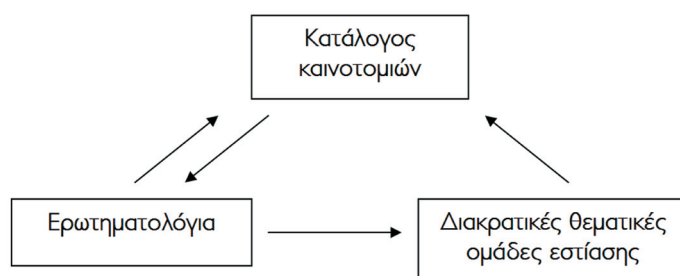 Κατάλογος
καινοτομιών
Ερωτηματολόγια
Διακρατικές θεματικές
ομάδες εστίασης